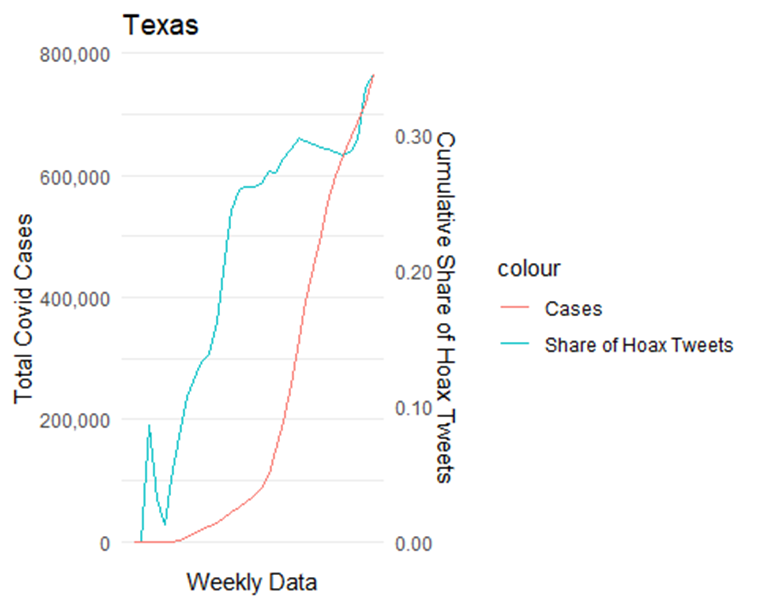 Texas
800,000
600,000
400,000
200,000
0
Total Covid Cases
Weekly Data
0.30
0.20
0.10
0.00
Cumulative Share of Hoax Tweets
colour
Cases
Share of Hoax Tweets